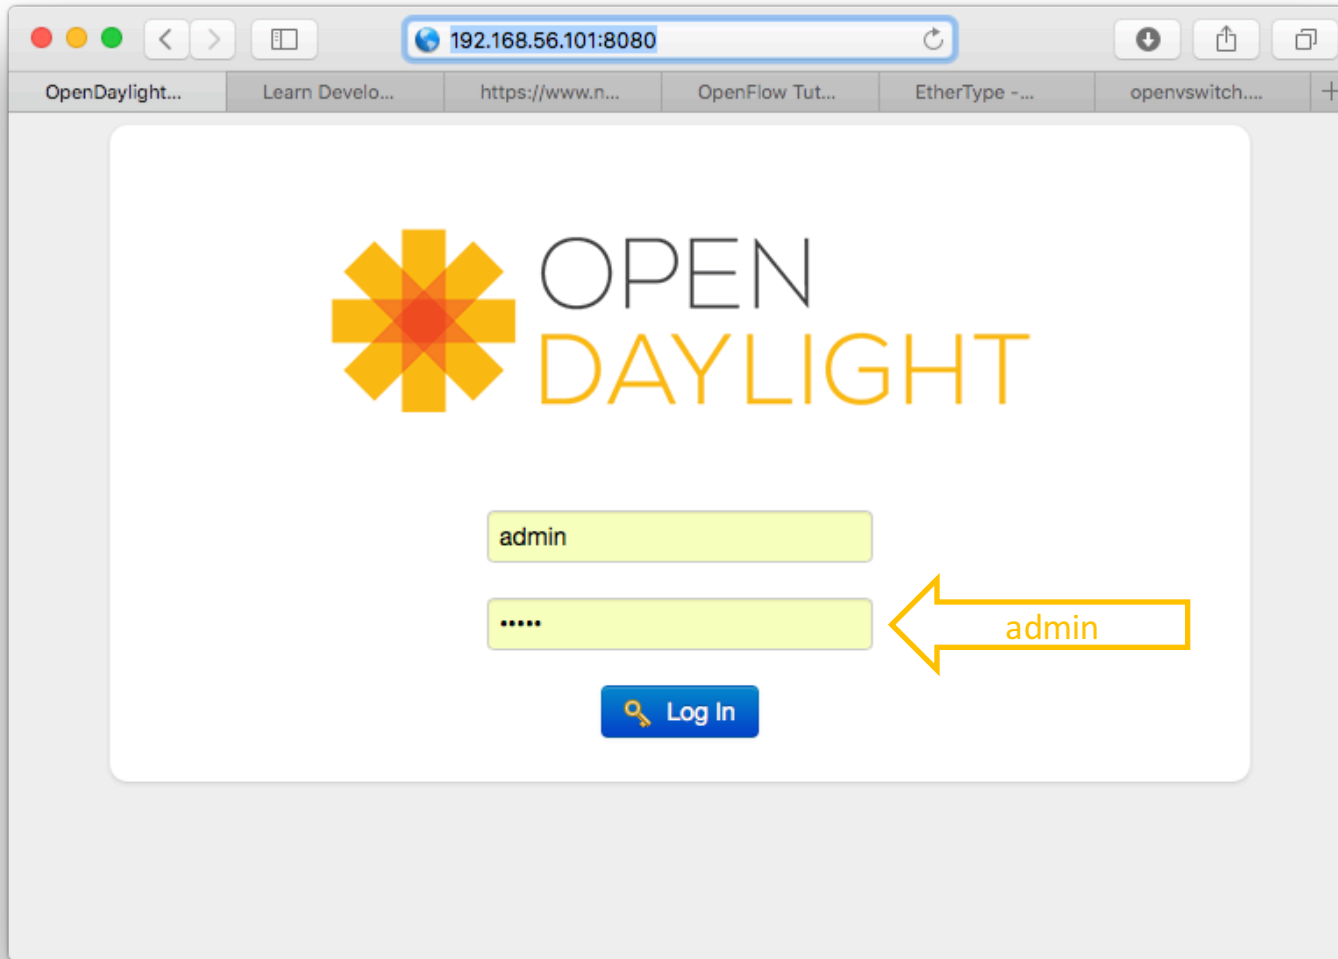 192.168.56.101:8080
OpenDaylight...
Learn Develo...
https://www.n...
OpenFlow Tut...
EtherType -...
openvswitch....
OPEN
DAYLIGHT
admin
•••••
admin
Log In